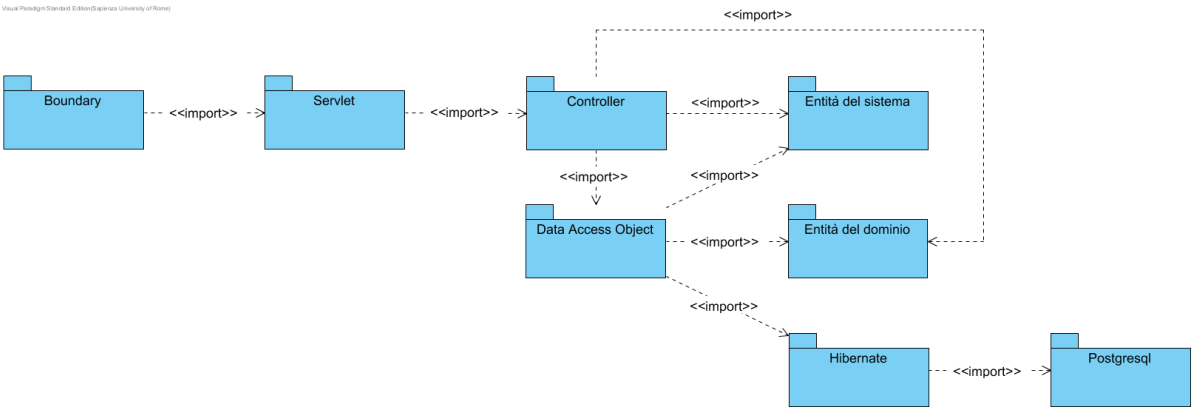 Visual Paradigm Standard Edition(Sapienza University of Rome)
<<import>>
Boundary
<<import>>
Servlet
<<import>>
Controller
<<import>>
Entità del sistema
<<import>>
<<import>>
Data Access Object
<<import>>
Entità del dominio
<<import>>
Hibernate
<<import>>
Postgresql